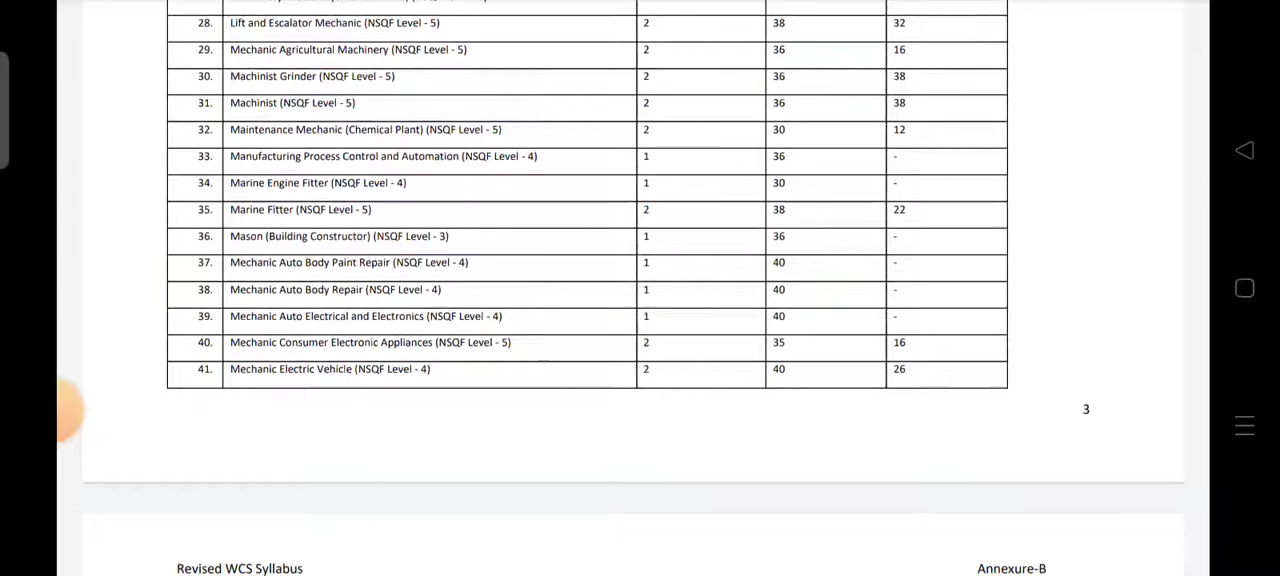 28. Lift and Escalator Mechanic (NSQF Level - 5) 2 38 32
29. Mechanic Agricultural Machinery (NSQF Level - 5) 2 36 16
30. Machinist Grinder (NSQF Level - 5) 2 36 38
31. Machinist (NSQF Level - 5) 2 36 38
32. Maintenance Mechanic (Chemical Plant) (NSQF Level - 5) 2 30 12
33. Manufacturing Process Control and Automation (NSQF Level - 4) 1 36 -
34. Marine Engine Fitter (NSQF Level - 4) 1 30 -
35. Marine Fitter (NSQF Level - 5) 2 38 22
36. Mason (Building Constructor) (NSQF Level - 3) 1 36 -
37. Mechanic Auto Body Paint Repair (NSQF Level - 4) 1 40 -
38. Mechanic Auto Body Repair (NSQF Level - 4) 1 40 -
39. Mechanic Auto Electrical and Electronics (NSQF Level - 4) 1 40 -
40. Mechanic Consumer Electronic Appliances (NSQF Level - 5) 2 35 16
41. Mechanic Electric Vehicle (NSQF Level - 4) 2 40 26
3
Revised WCS Syllabus Annexure-B